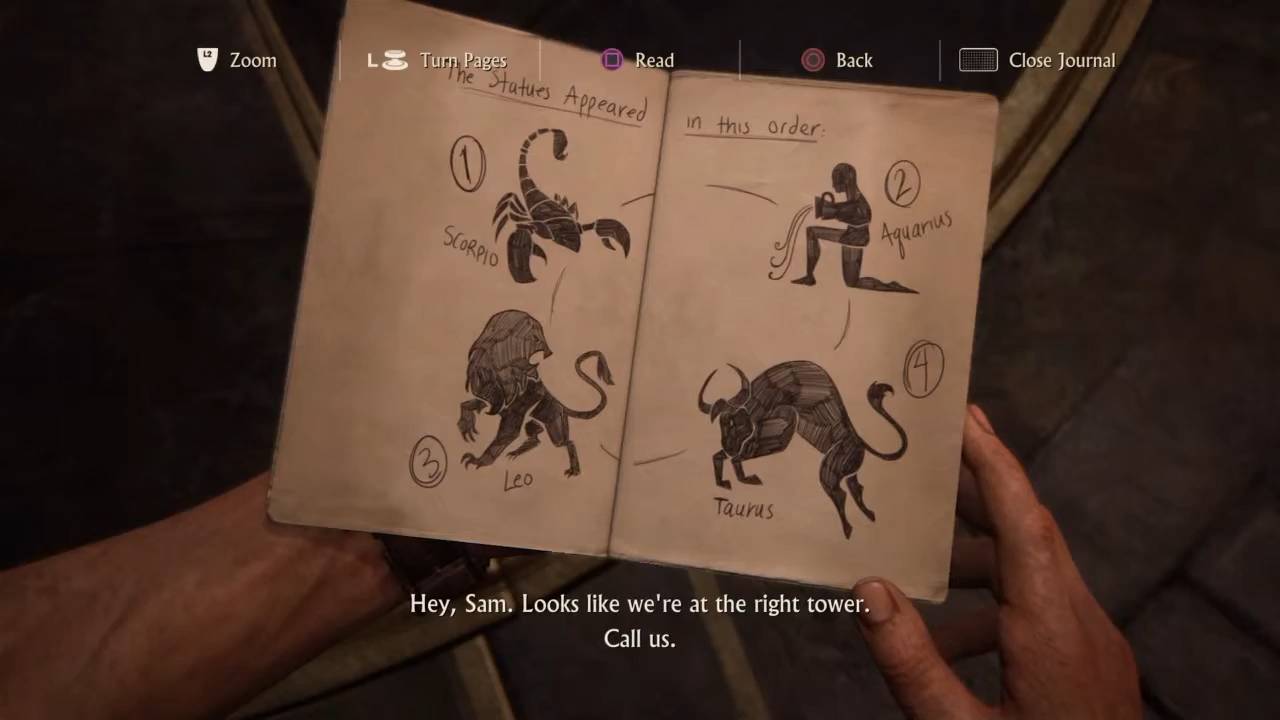 L2 Zoom
L Turn Pages
Read
Back
Close Journal
The Statues Appeared
in this order:
1
2
Scorpio
Aquarius
3
4
Leo
Taurus
Hey, Sam. Looks like we're at the right tower.
Call us.